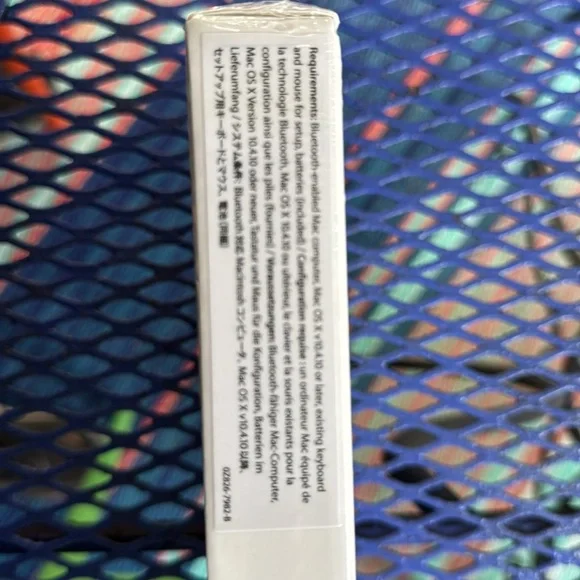 Requirements: Bluetooth-enabled Mac computer, Mac OS X v10.4.10 or later, existing keyboard
and mouse for setup, batteries (included) / Configuration requise : un ordinateur Mac équipé de
la technologie Bluetooth, Mac OS X 10.4.10 ou ultérieur, le clavier et la souris existants pour la
configuration ainsi que les piles (fournies) / Voraussetzungen: Bluetooth-fähiger Mac-Computer,
Mac OS X Version 10.4.10 oder neuer, Tastatur und Maus für die Konfiguration, Batterien im
Lieferumfang / システム条件: Bluetooth 対応 Macintosh コンピュータ、Mac OS X v10.4.10 以降、
セットアップ用キーボードとマウス、電池 (同梱)
0Z826-7982-B